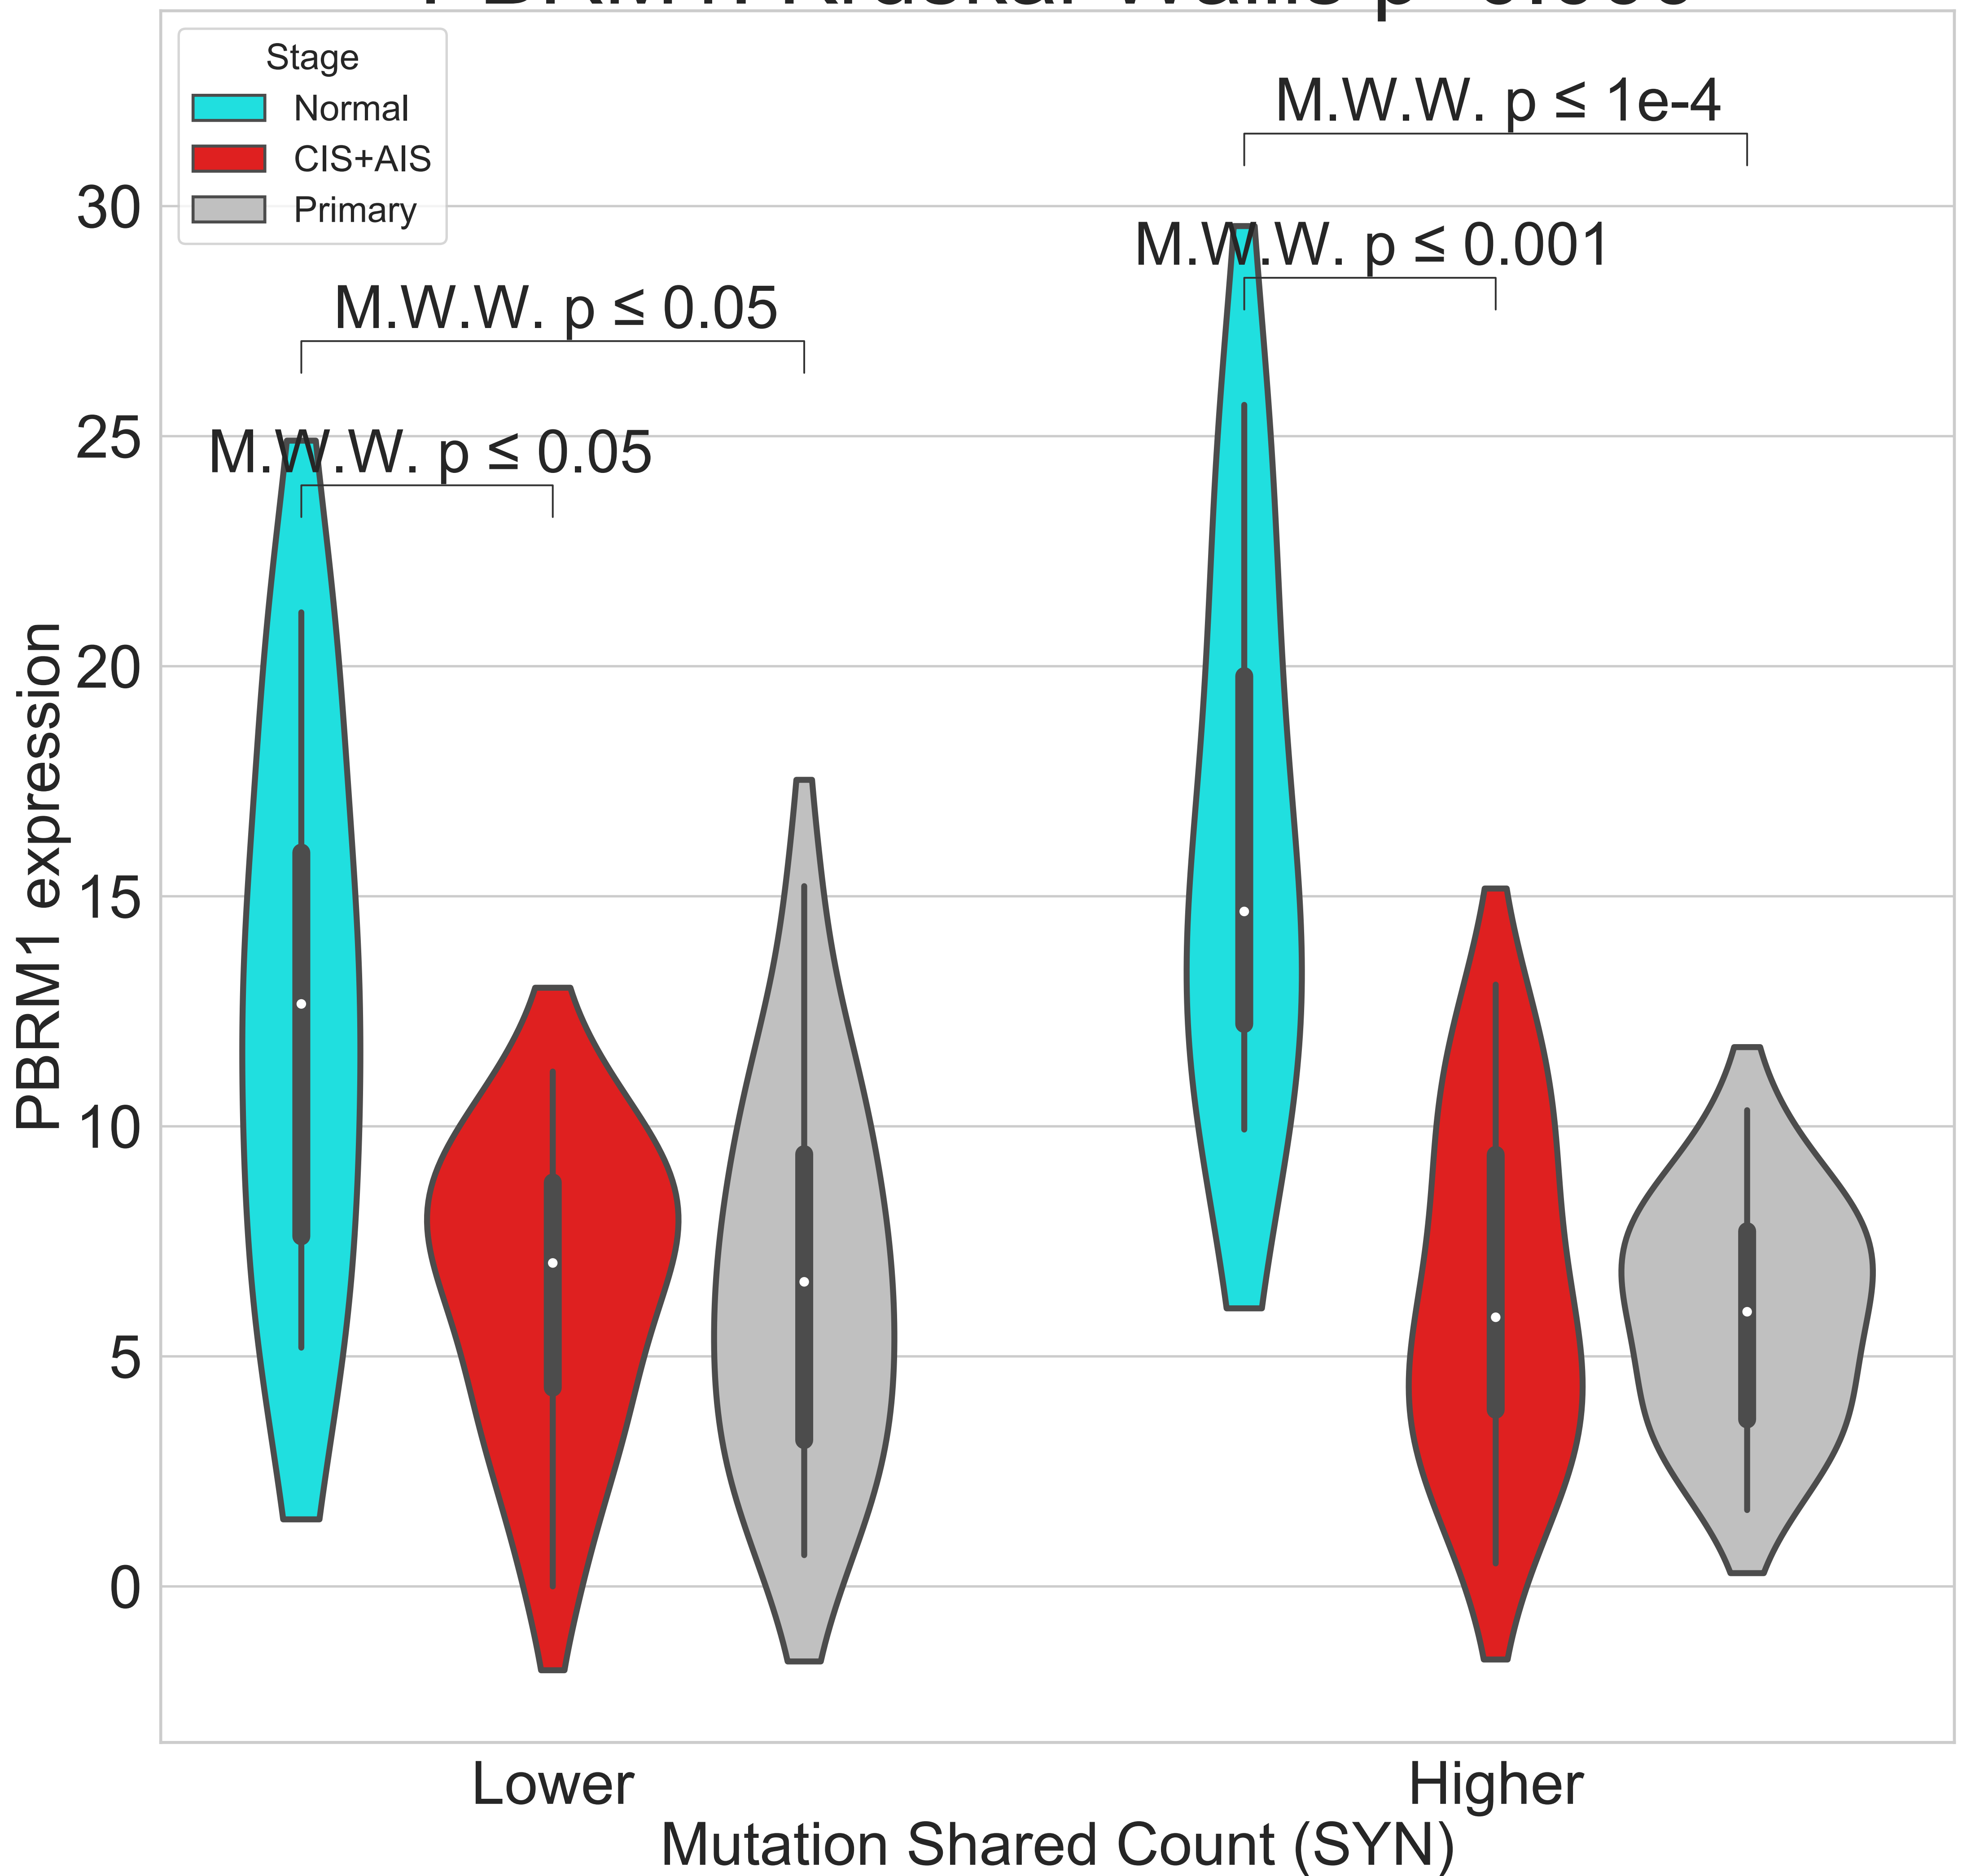 Stage
Normal
CIS+AIS
Primary
M.W.W. p ≤ 1e-4
M.W.W. p ≤ 0.001
M.W.W. p ≤ 0.05
M.W.W. p ≤ 0.05
30
25
20
15
10
5
0
PBRM1 expression
Lower
Higher
Mutation Shared Count (SYN)